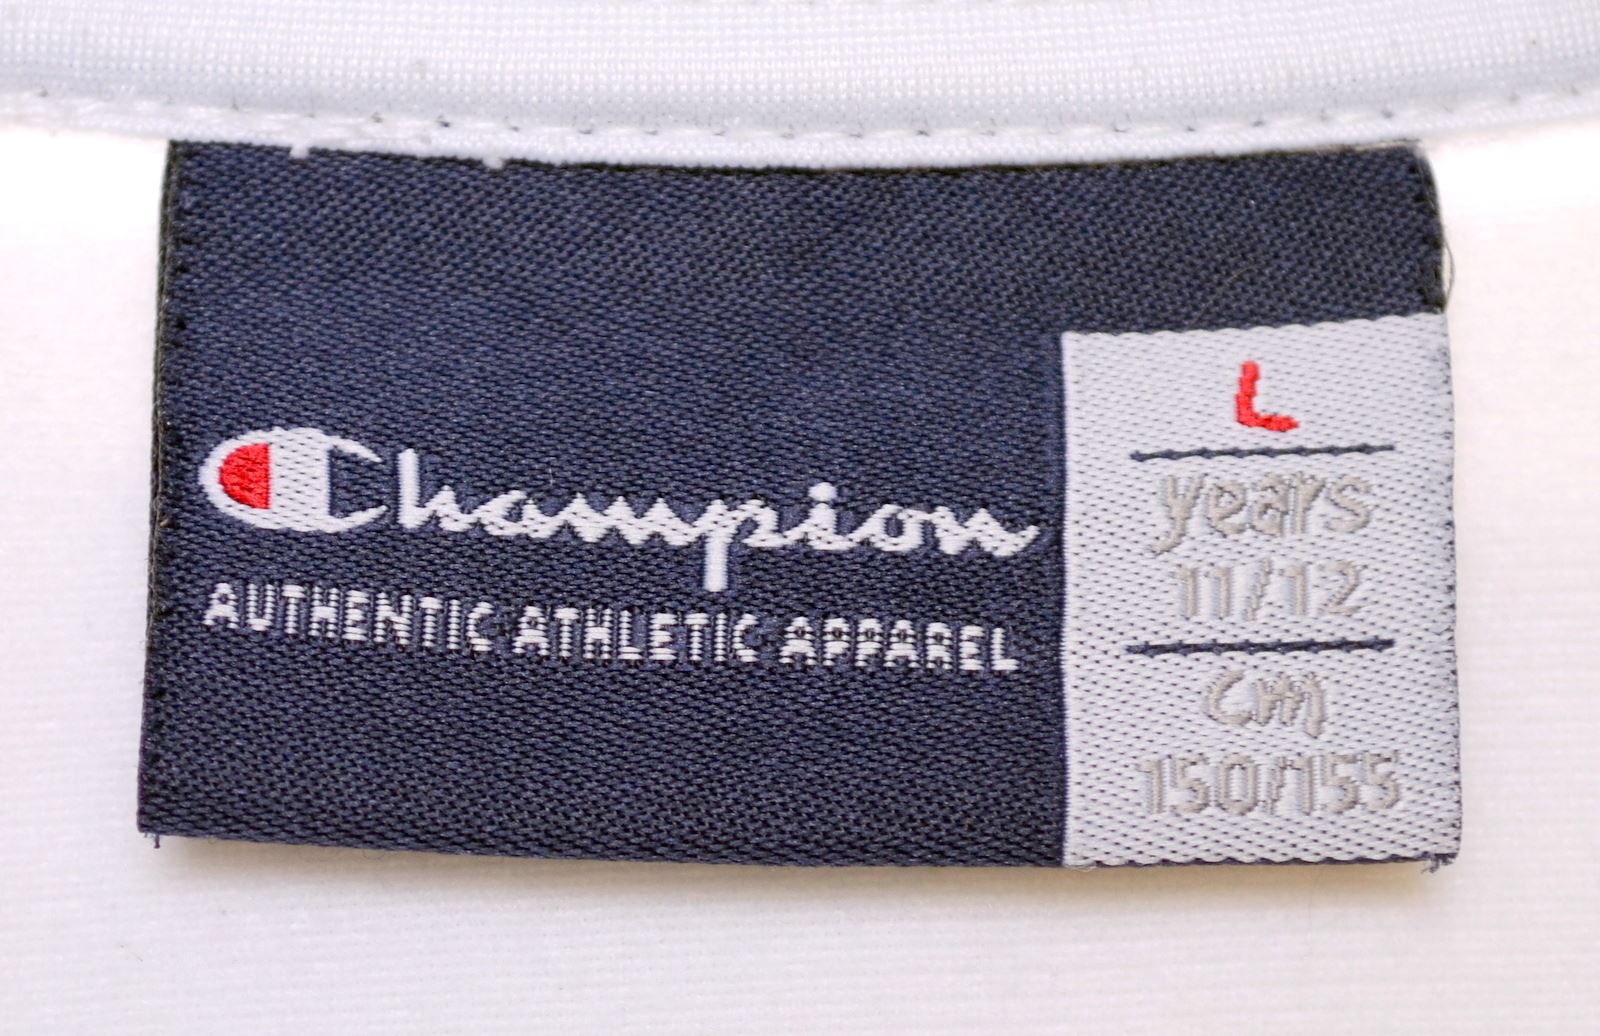 Champion
AUTHENTIC ATHLETIC APPAREL
L
years
11/12
cm
150/155